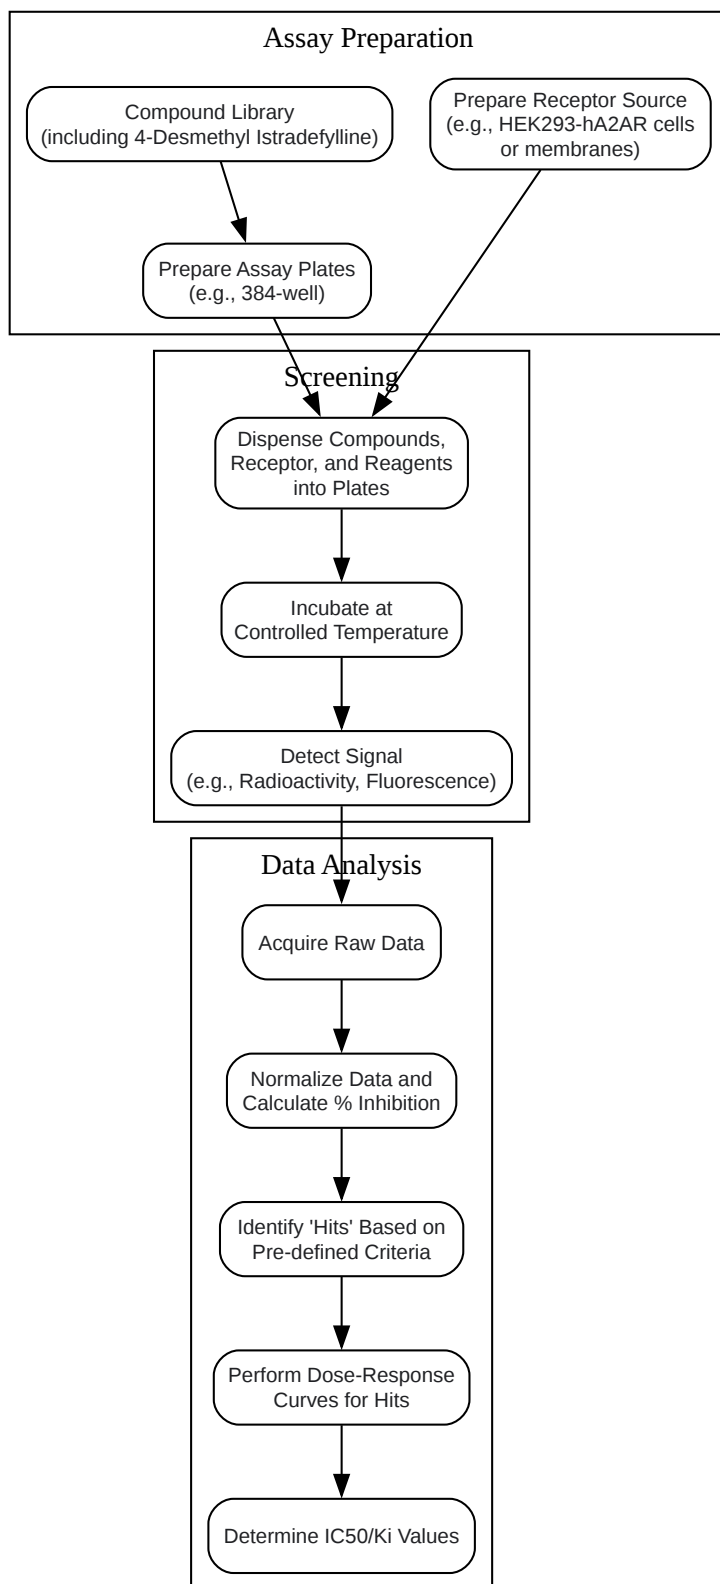 Assay Preparation
Compound Library
(including 4-Desmethyl Istradefylline)
Prepare Receptor Source
(e.g., HEK293-hA2AR cells
or membranes)
Prepare Assay Plates
(e.g., 384-well)
Screening
Dispense Compounds,
Receptor, and Reagents
into Plates
Incubate at
Controlled Temperature
Detect Signal
(e.g., Radioactivity, Fluorescence)
Data Analysis
Acquire Raw Data
Normalize Data and
Calculate % Inhibition
Identify 'Hits' Based on
Pre-defined Criteria
Perform Dose-Response
Curves for Hits
Determine IC50/Ki Values